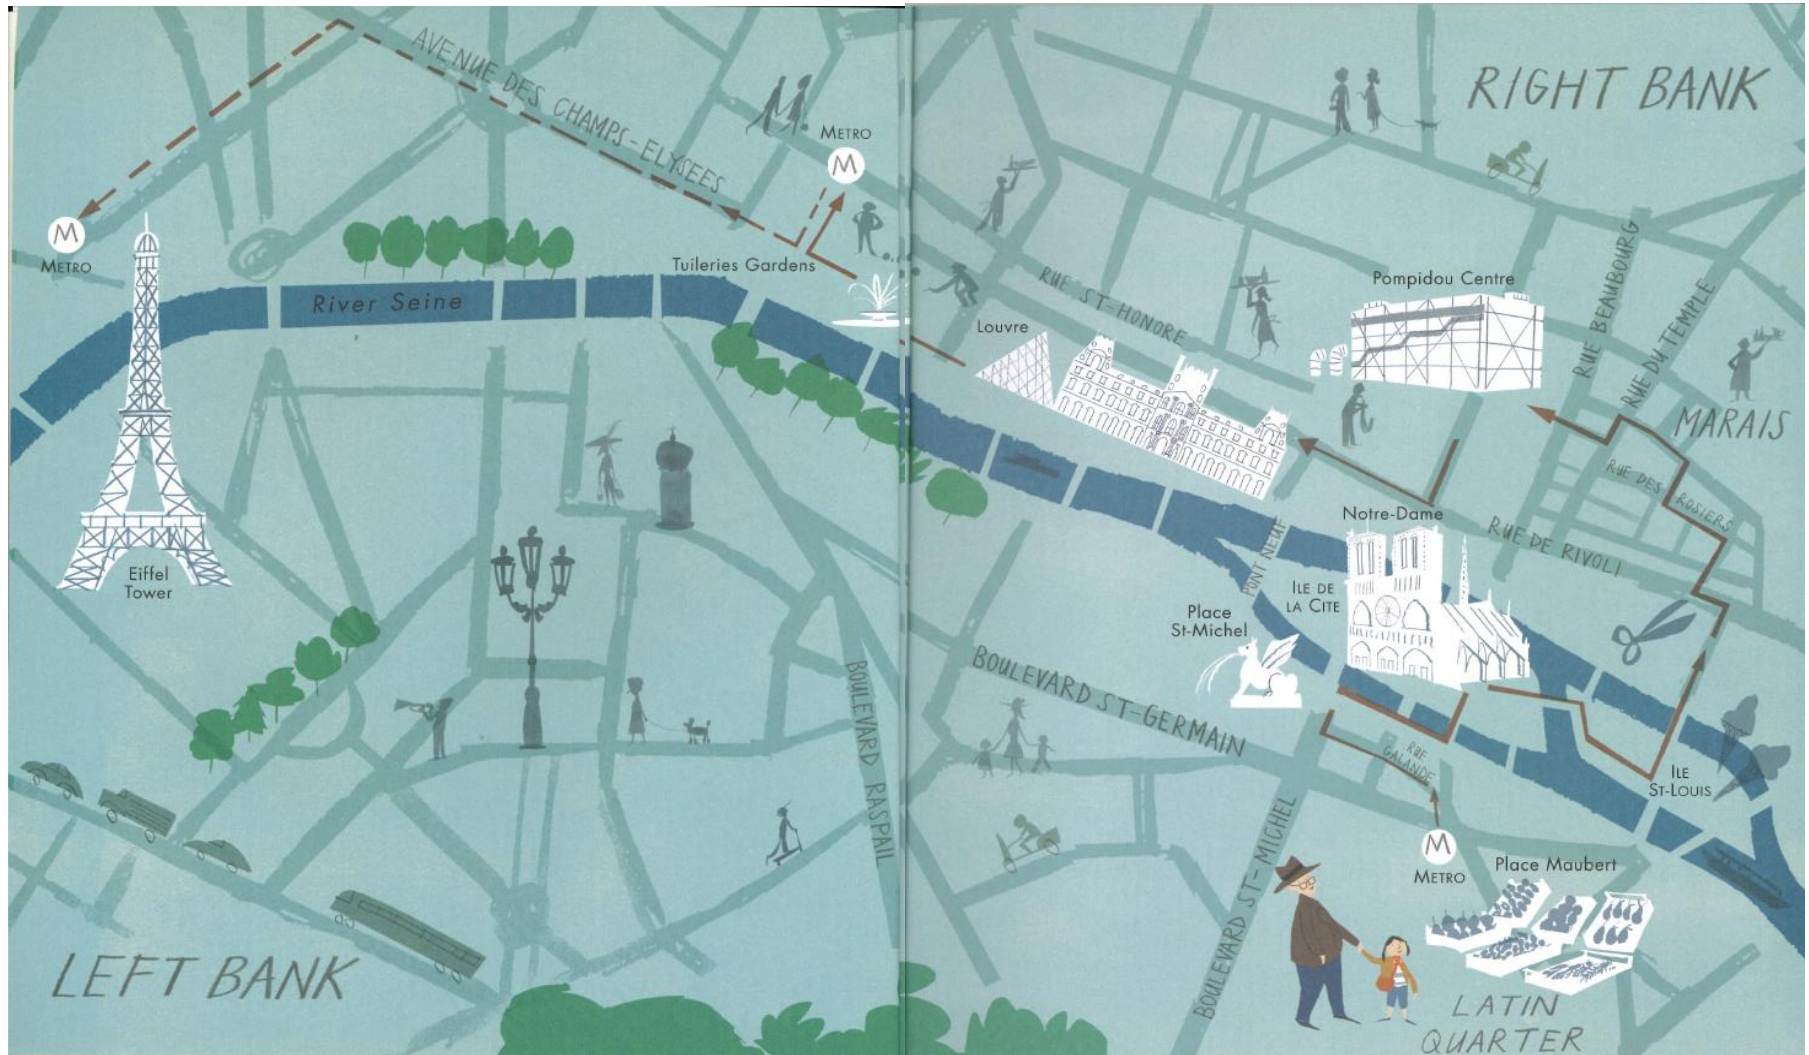 AVENUE DES CHAMPS-ELYSEES
METRO
M
M
METRO
Tuileries Gardens
River Seine
Eiffel
Tower
BOULEVARD RASPAIL
LEFT BANK
RIGHT BANK
RUE ST-HONORE
Louvre
Pompidou Centre
RUE BEAUBOURG
RUE DU TEMPLE
MARAIS
RUE DES ROSIERS
Notre-Dame
RUE DE RIVOLI
PONT NEUF
ILE DE
LA CITE
Place
St-Michel
BOULEVARD ST-GERMAIN
RUE
GALANDE
ILE
ST-LOUIS
BOULEVARD ST-MICHEL
M
METRO
Place Maubert
LATIN
QUARTER